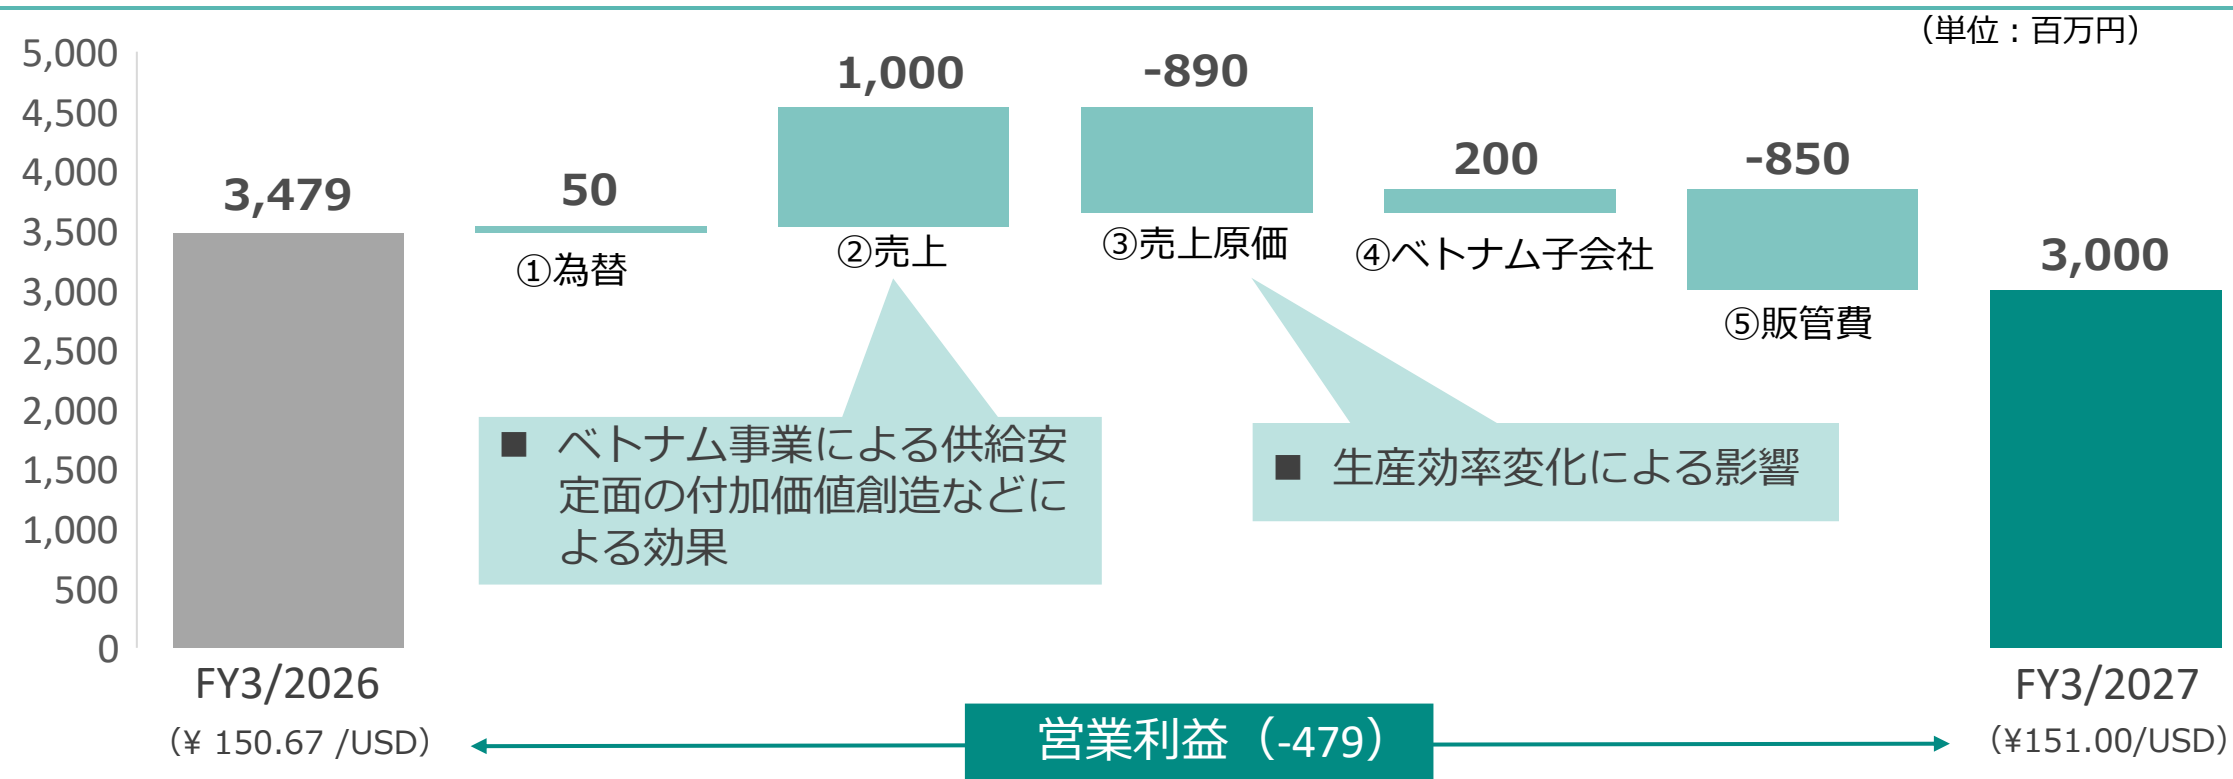 （単位：百万円）
5,000
4,500
4,000
3,500
3,000
2,500
2,000
1,500
1,000
500
0
3,479
50
1,000
-890
200
-850
3,000
①為替
②売上
③売上原価
④ベトナム子会社
⑤販管費
■ ベトナム事業による供給安
定面の付加価値創造などに
よる効果
■ 生産効率変化による影響
FY3/2026
（¥ 150.67 /USD）
営業利益（-479）
FY3/2027
（¥151.00/USD）